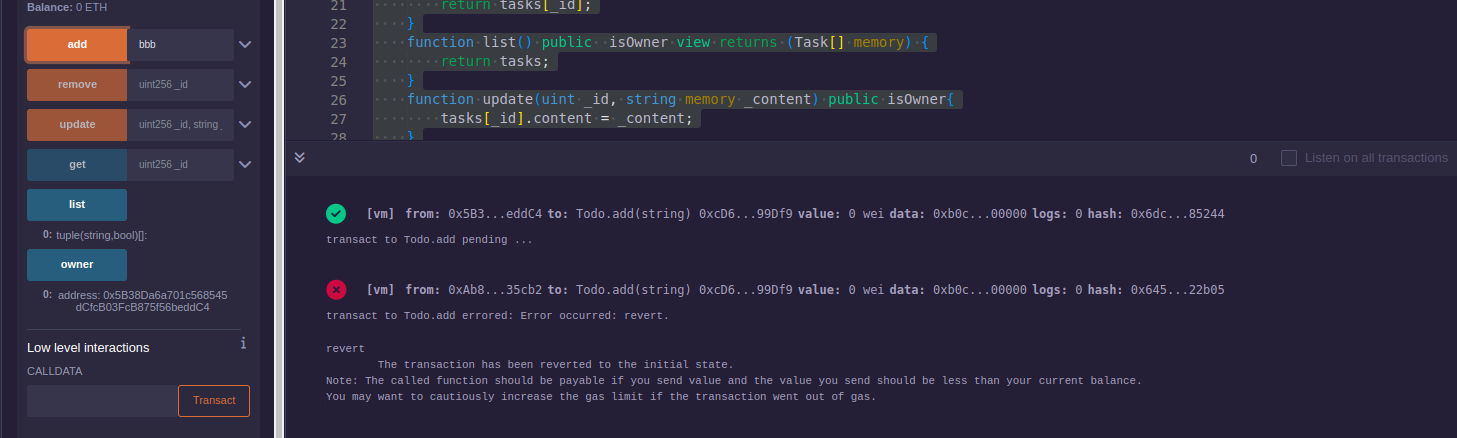 Balance: 0 ETH
add bbb
remove uint256 _id
update uint256 _id, string _
get uint256 _id
list
0: tuple(string,bool)[]:
owner
0: address: 0x5B38Da6a701c568545
dCfcB03FcB875f56beddC4
Low level interactions i
CALLDATA
Transact
21 return tasks[_id];
22 }
23 function list() public  isOwner view returns (Task[] memory) {
24 return tasks;
25 }
26 function update(uint _id, string memory _content) public isOwner{
27 tasks[_id].content = _content;
28 }
0 Listen on all transactions
[vm] from: 0x5B3...eddC4 to: Todo.add(string) 0xcD6...99Df9 value: 0 wei data: 0xb0c...00000 logs: 0 hash: 0x6dc...85244
transact to Todo.add pending ...
[vm] from: 0xAb8...35cb2 to: Todo.add(string) 0xcD6...99Df9 value: 0 wei data: 0xb0c...00000 logs: 0 hash: 0x645...22b05
transact to Todo.add errored: Error occurred: revert.
revert
The transaction has been reverted to the initial state.
Note: The called function should be payable if you send value and the value you send should be less than your current balance.
You may want to cautiously increase the gas limit if the transaction went out of gas.